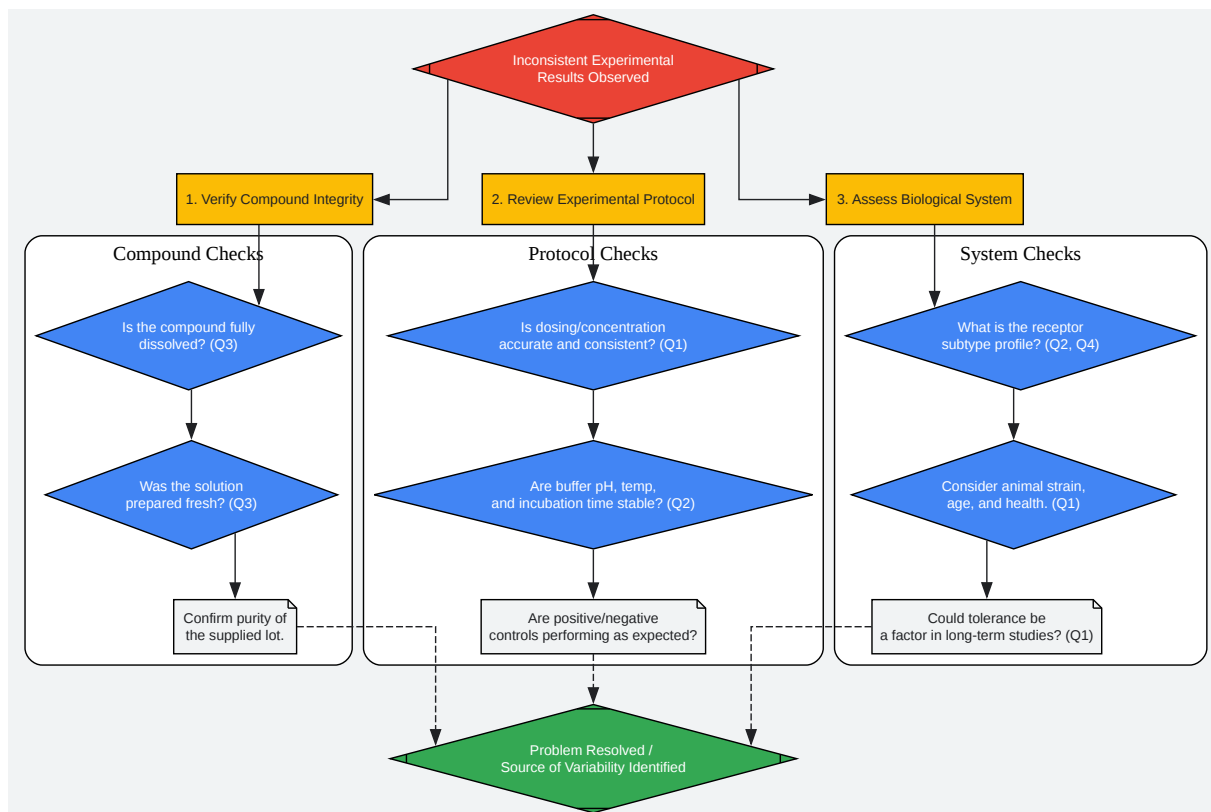 Inconsistent Experimental
Results Observed
1. Verify Compound Integrity
2. Review Experimental Protocol
3. Assess Biological System
Compound Checks
Is the compound fully
dissolved? (Q3)
Was the solution
prepared fresh? (Q3)
Confirm purity of
the supplied lot.
Protocol Checks
Is dosing/concentration
accurate and consistent? (Q1)
Are buffer pH, temp,
and incubation time stable? (Q2)
Are positive/negative
controls performing as expected?
System Checks
What is the receptor
subtype profile? (Q2, Q4)
Consider animal strain,
age, and health. (Q1)
Could tolerance be
a factor in long-term studies? (Q1)
Problem Resolved /
Source of Variability Identified